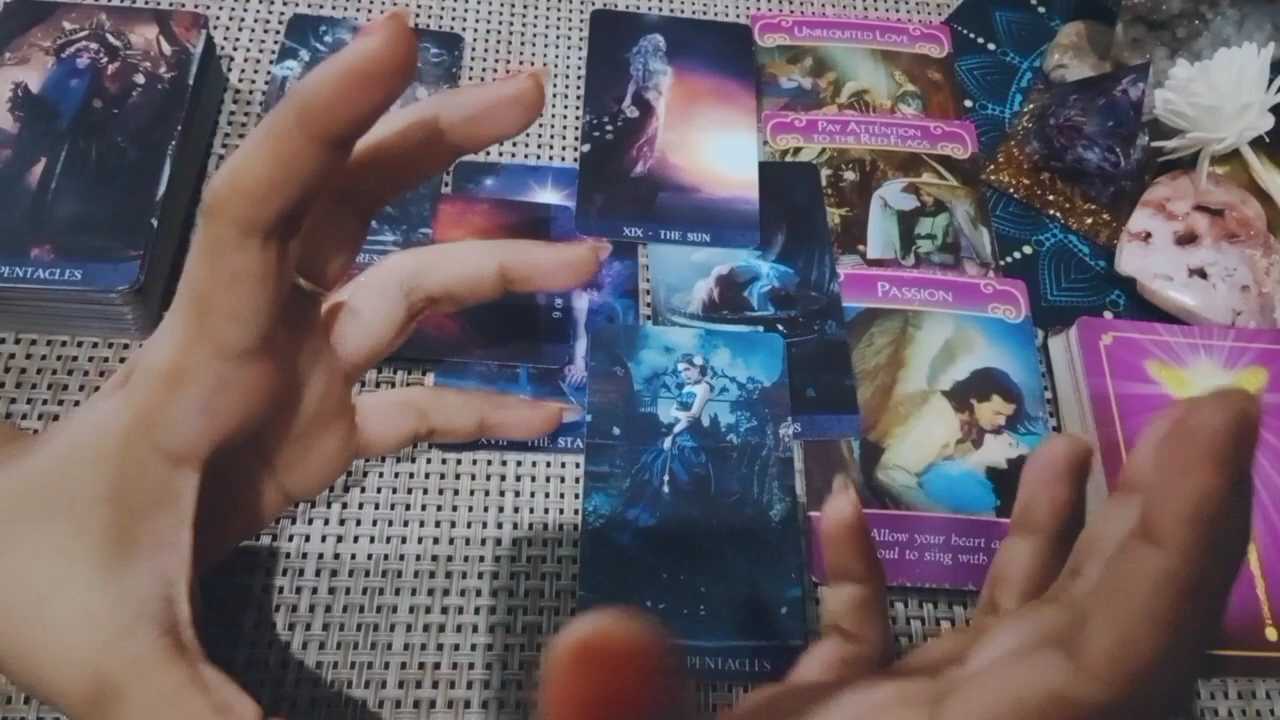 PENTACLES
XIX - THE SUN
UNREQUITED LOVE
PAY ATTENTION
TO THE RED FLAGS
PASSION
XVII - THE STA
Allow your heart a
oul to sing with
PENTACLES